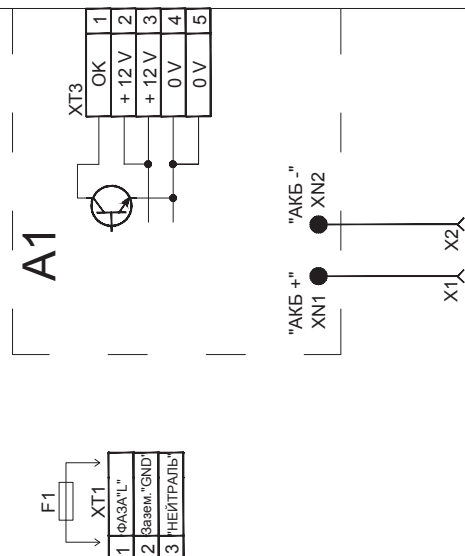 XT3
1
2
3
4
5
OK
+ 12 V
+ 12 V
0 V
0 V
A1
"АКБ -"
XN2
X2
"АКБ +"
XN1
X1
F1
XT1
1 ФАЗА"L"
2 Зазем."GND"
3 "НЕЙТРАЛЬ"